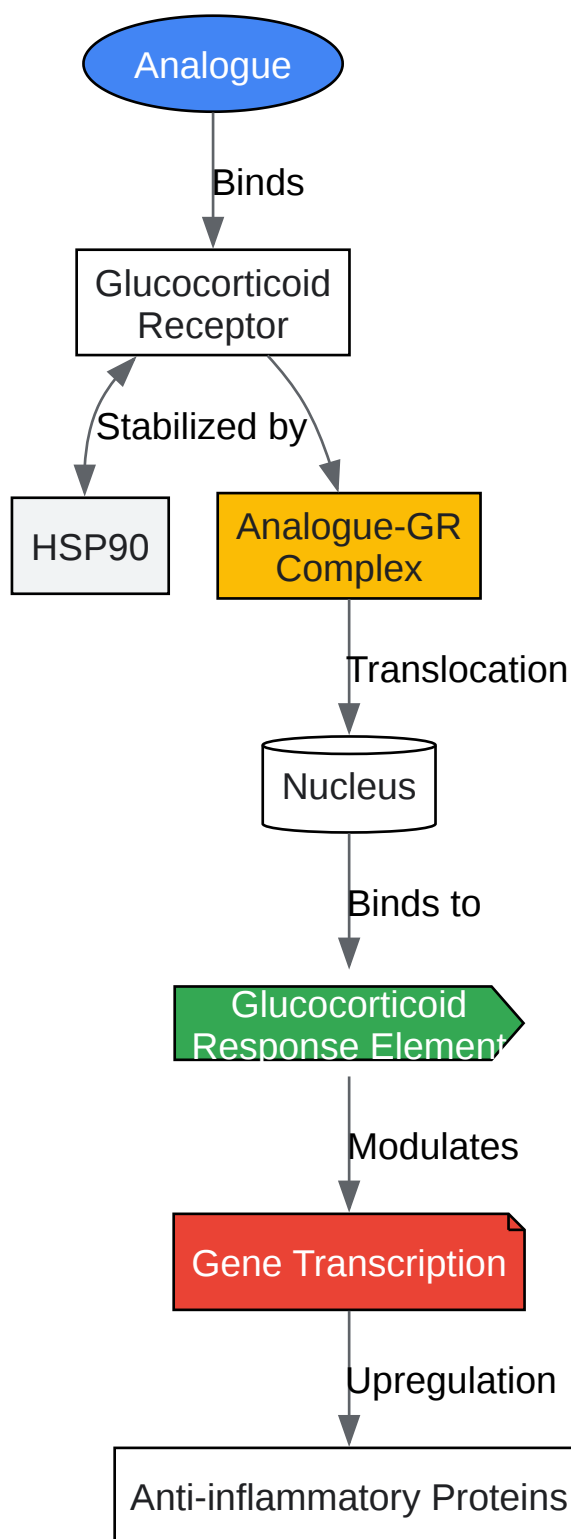 Analogue
Binds
Glucocorticoid
Receptor
Stabilized by
HSP90
Analogue-GR
Complex
Translocation
Nucleus
Binds to
Glucocorticoid
Response Element
Modulates
Gene Transcription
Upregulation
Anti-inflammatory Proteins